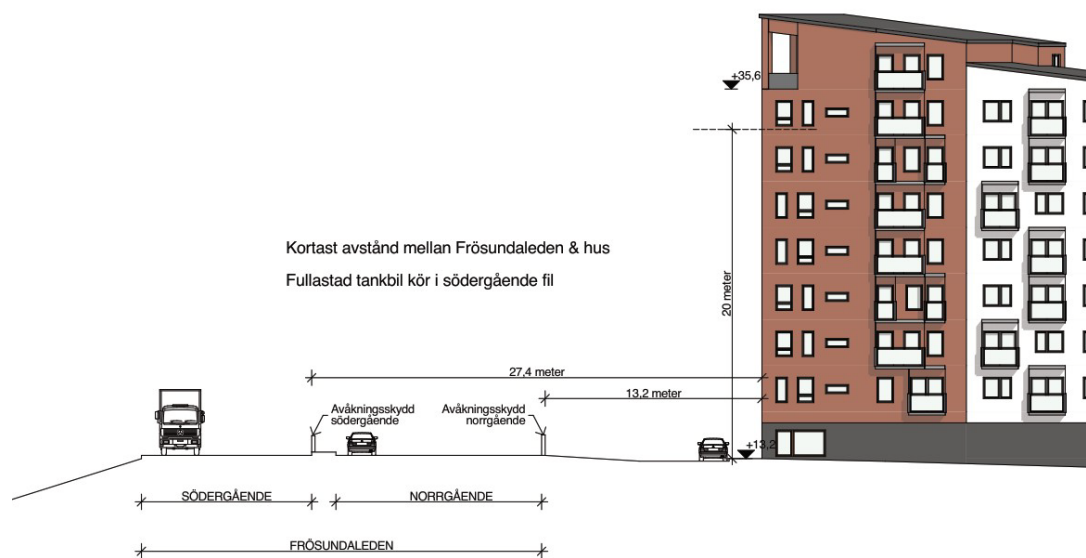 +35,6
Kortast avstånd mellan Frösundaleden & hus
Fullastad tankbil kör i södergående fil
20 meter
27,4 meter
13,2 meter
Avåkningsskydd
södergående
Avåkningsskydd
norrgående
+13,2
SÖDERGÅENDE
NORRGÅENDE
FRÖSUNDALEDEN